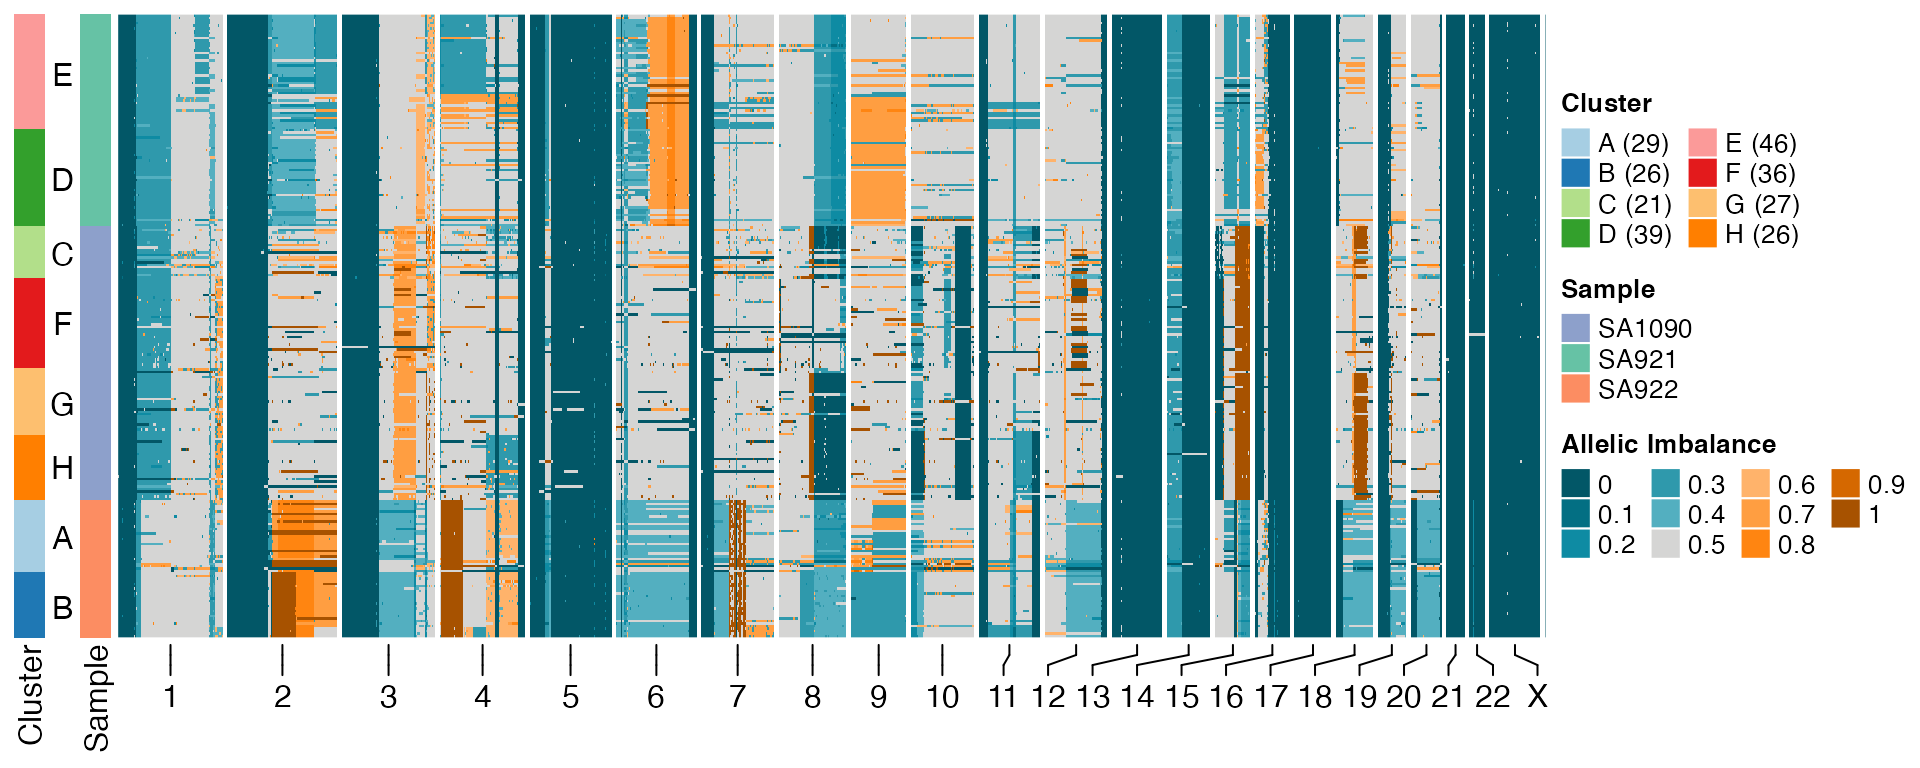 E
D
C
F
G
H
A
B
Cluster
Sample
1 2 3 4 5 6 7 8 9 10 11 12 13 14 15 16 17 18 19 20 21 22 X
Cluster
A (29) E (46)
B (26) F (36)
C (21) G (27)
D (39) H (26)
Sample
SA1090
SA921
SA922
Allelic Imbalance
0 0.3 0.6 0.9
0.1 0.4 0.7 1
0.2 0.5 0.8